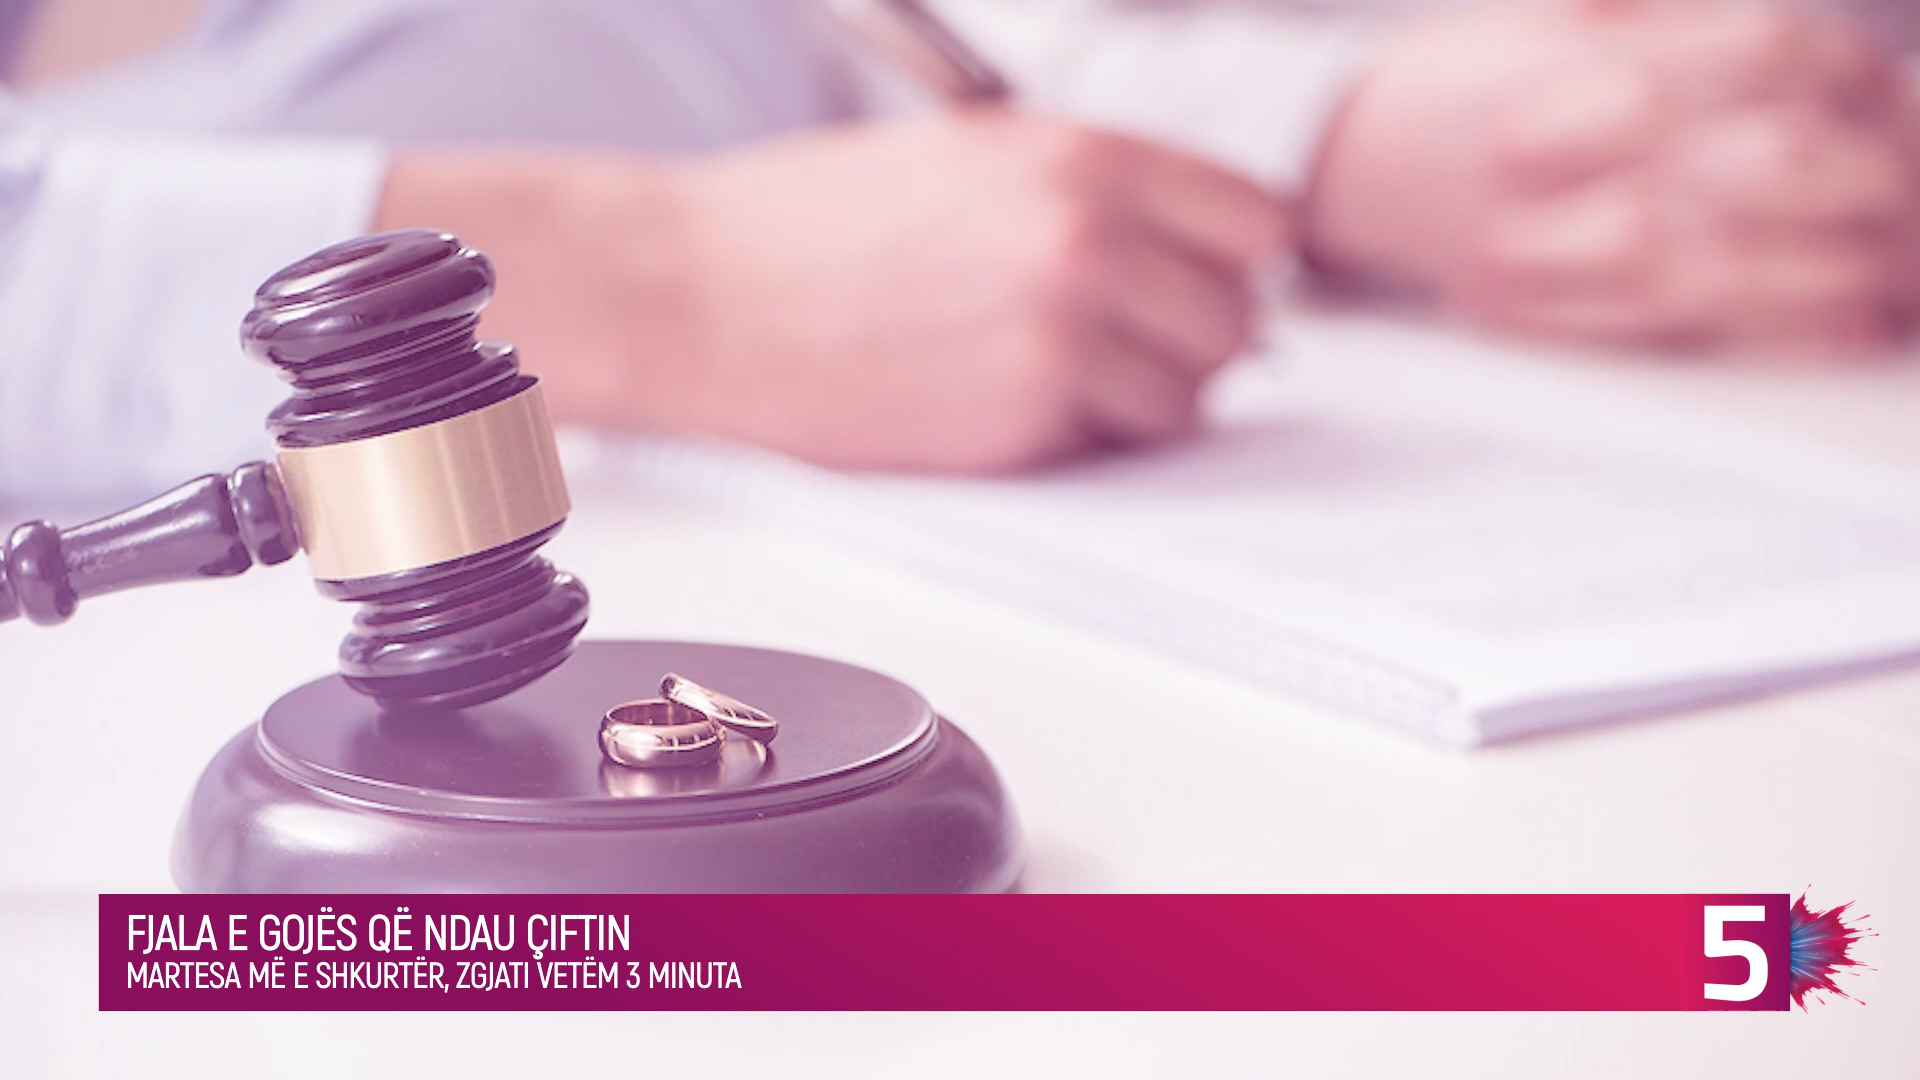 FJALA E GOJËS QË NDAU ÇIFTIN
MARTESA MË E SHKURTËR, ZGJATI VETËM 3 MINUTA
5